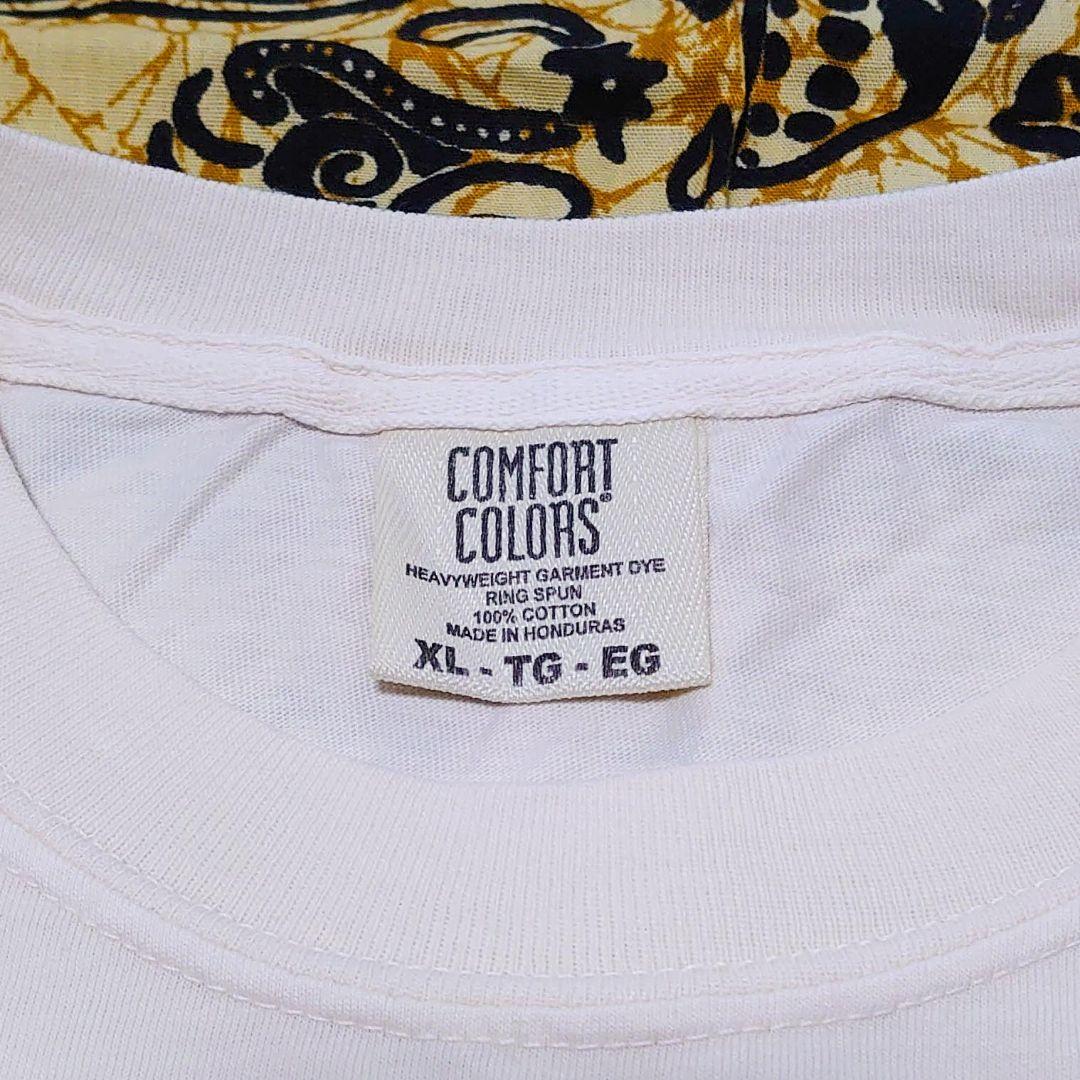 COMFORT
COLORS®
HEAVYWEIGHT GARMENT DYE
RING SPUN
100% COTTON
MADE IN HONDURAS
XL - TG - EG